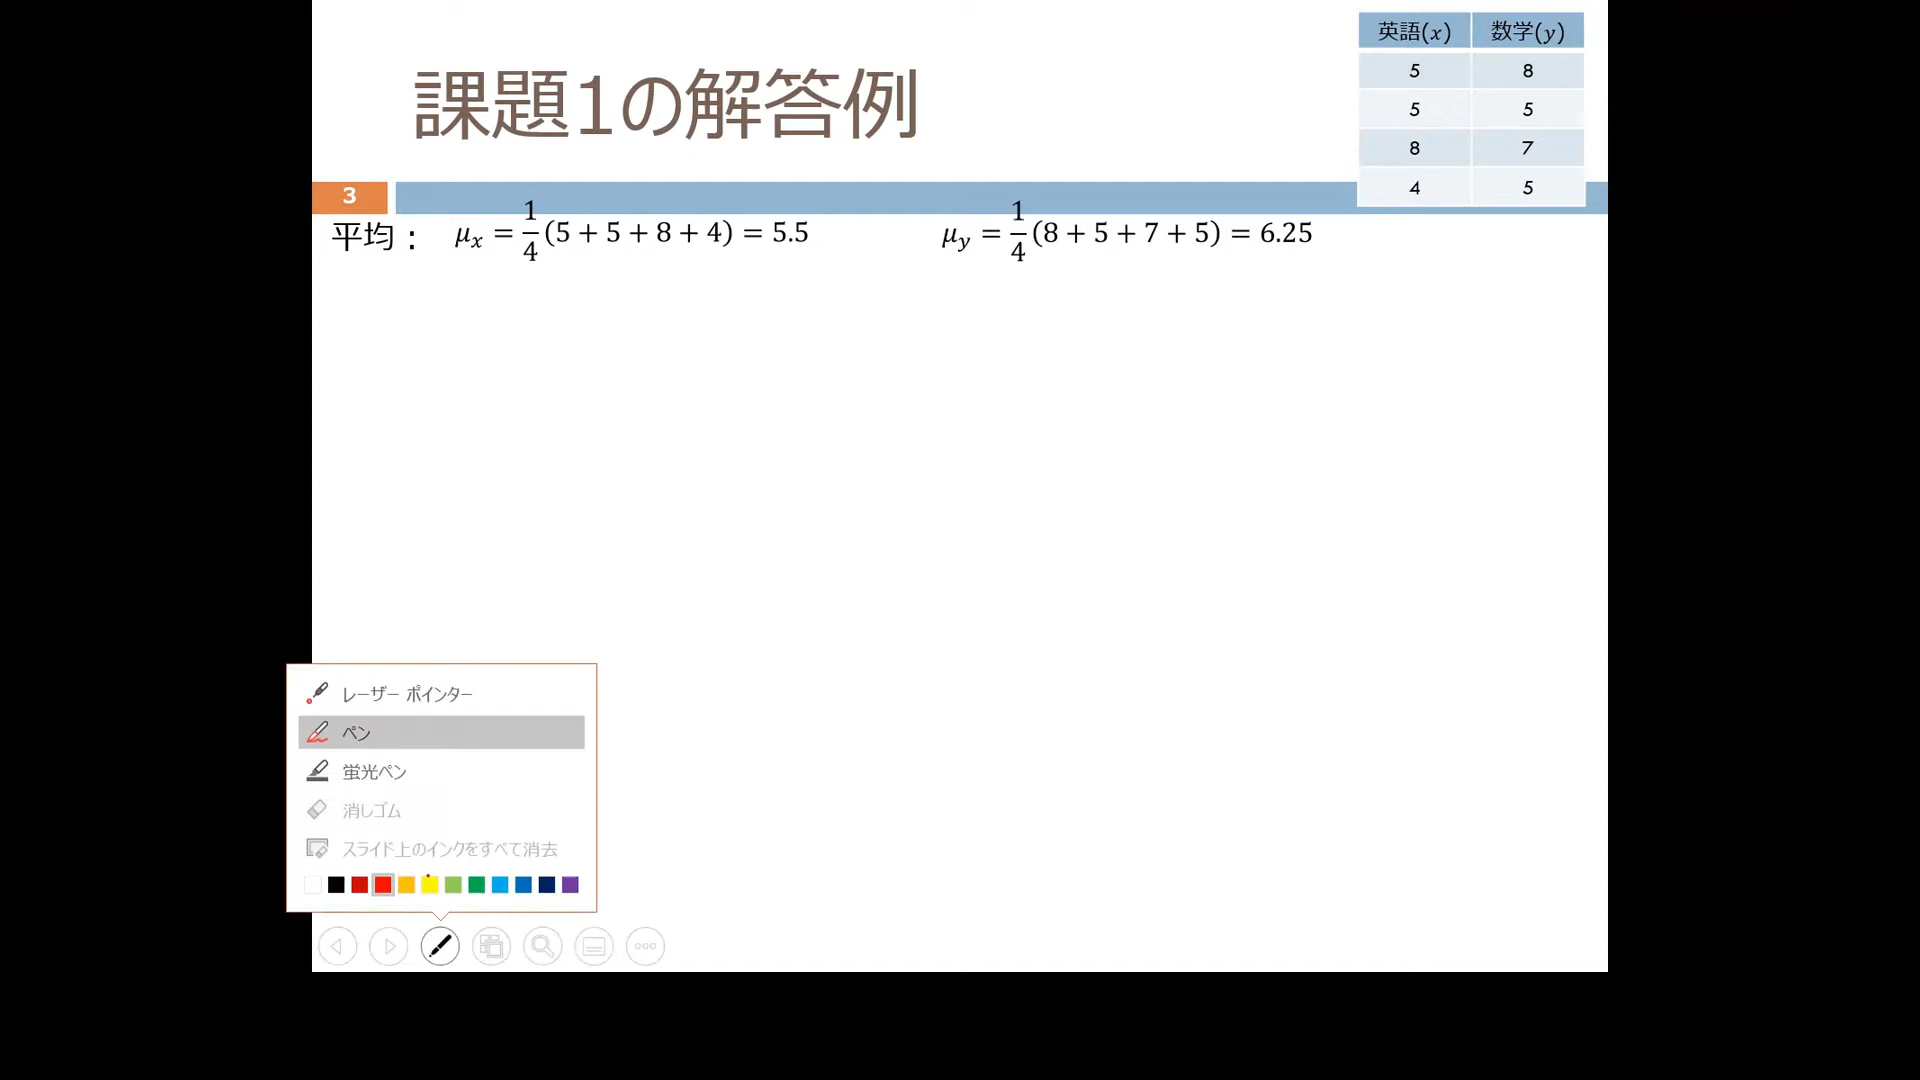 課題1の解答例
英語(x) 数学(y)
5 8
5 5
8 7
4 5
3
平均： μx = 1/4 (5 + 5 + 8 + 4) = 5.5
μy = 1/4 (8 + 5 + 7 + 5) = 6.25
レーザー ポインター
ペン
蛍光ペン
消しゴム
スライド上のインクをすべて消去